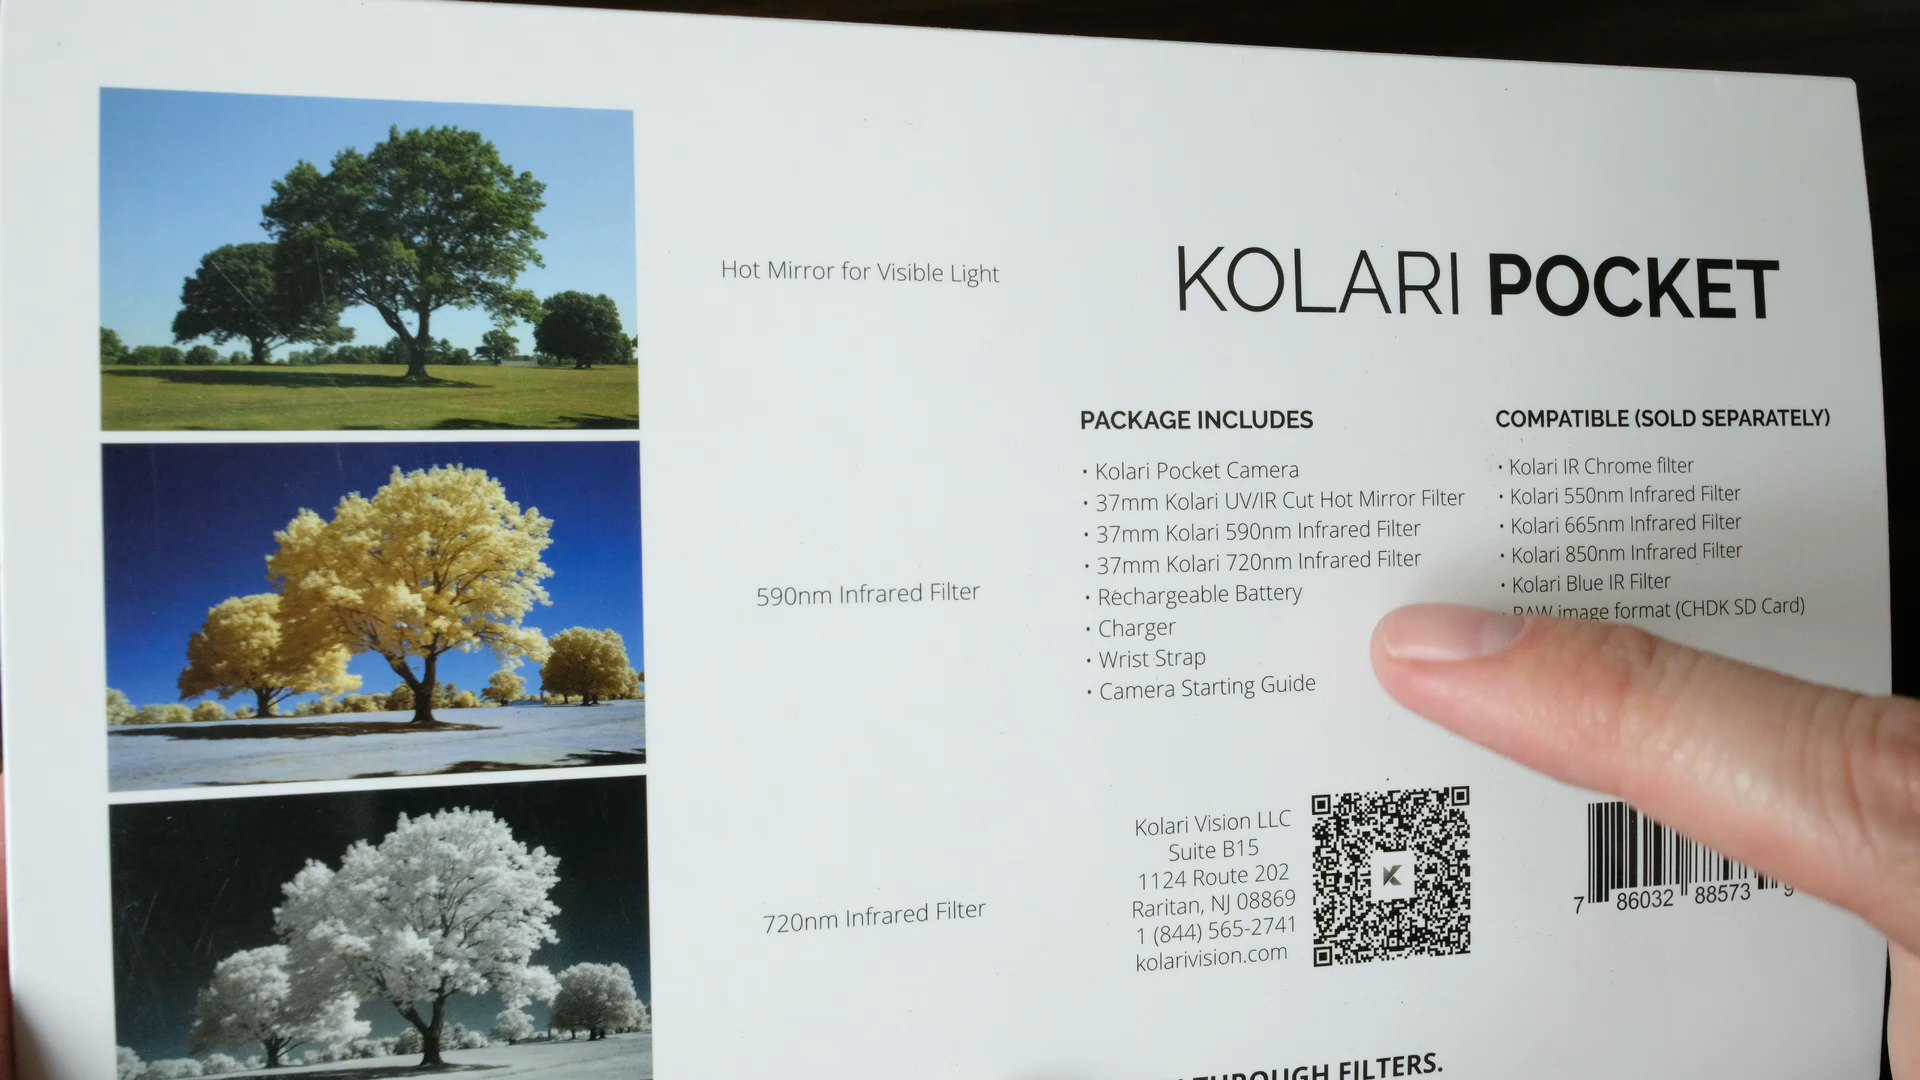 Hot Mirror for Visible Light
590nm Infrared Filter
720nm Infrared Filter
KOLARI POCKET
PACKAGE INCLUDES
• Kolari Pocket Camera
• 37mm Kolari UV/IR Cut Hot Mirror Filter
• 37mm Kolari 590nm Infrared Filter
• 37mm Kolari 720nm Infrared Filter
• Rechargeable Battery
• Charger
• Wrist Strap
• Camera Starting Guide
COMPATIBLE (SOLD SEPARATELY)
• Kolari IR Chrome filter
• Kolari 550nm Infrared Filter
• Kolari 665nm Infrared Filter
• Kolari 850nm Infrared Filter
• Kolari Blue IR Filter
• RAW image format (CHDK SD Card)
Kolari Vision LLC
Suite B15
1124 Route 202
Raritan, NJ 08869
1 (844) 565-2741
kolarivision.com
K
7 86032 88573 9
THROUGH FILTERS.